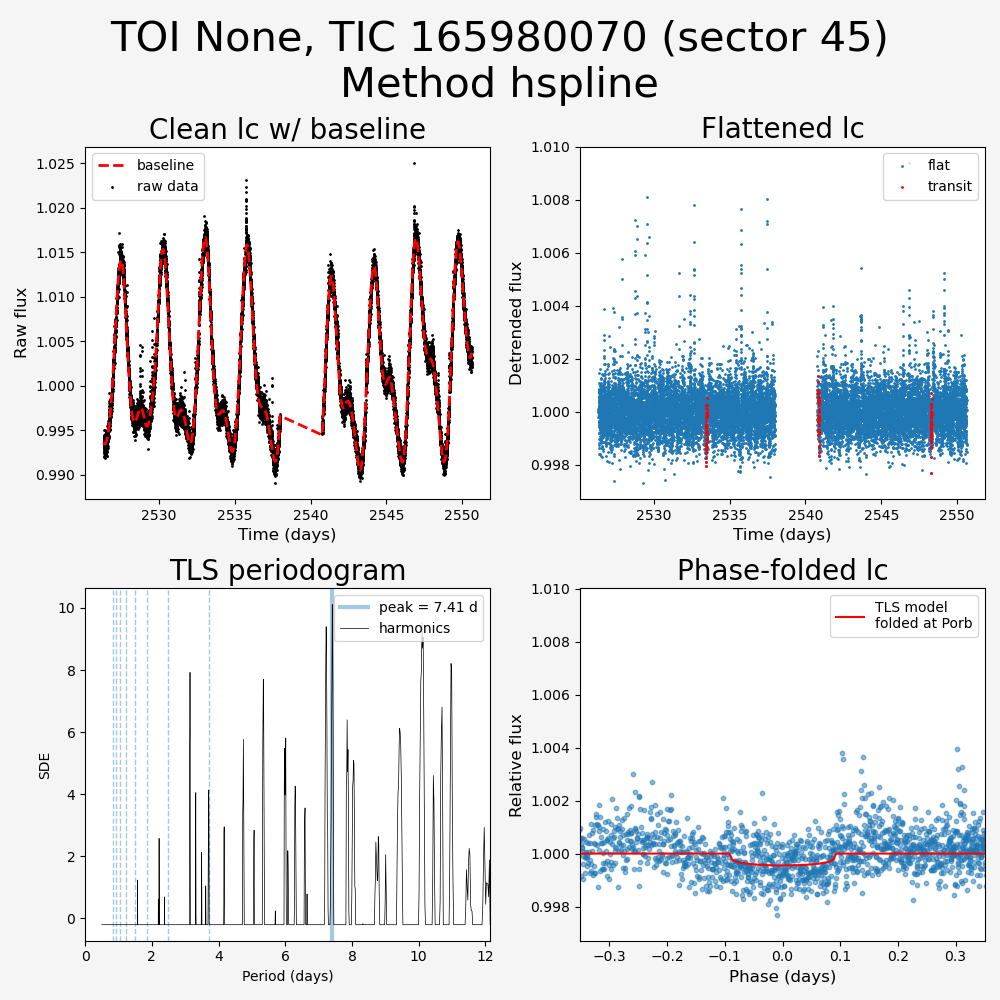 TOI None, TIC 165980070 (sector 45)
Method hspline
Clean lc w/ baseline
baseline
raw data
Raw flux
1.025
1.020
1.015
1.010
1.005
1.000
0.995
0.990
2530
2535
2540
2545
2550
Time (days)
Flattened lc
flat
transit
Detrended flux
1.010
1.008
1.006
1.004
1.002
1.000
0.998
2530
2535
2540
2545
2550
Time (days)
TLS periodogram
peak = 7.41 d
harmonics
SDE
10
8
6
4
2
0
0
2
4
6
8
10
12
Period (days)
Phase-folded lc
TLS model
folded at Porb
Relative flux
1.010
1.008
1.006
1.004
1.002
1.000
0.998
−0.3
−0.2
−0.1
0.0
0.1
0.2
0.3
Phase (days)